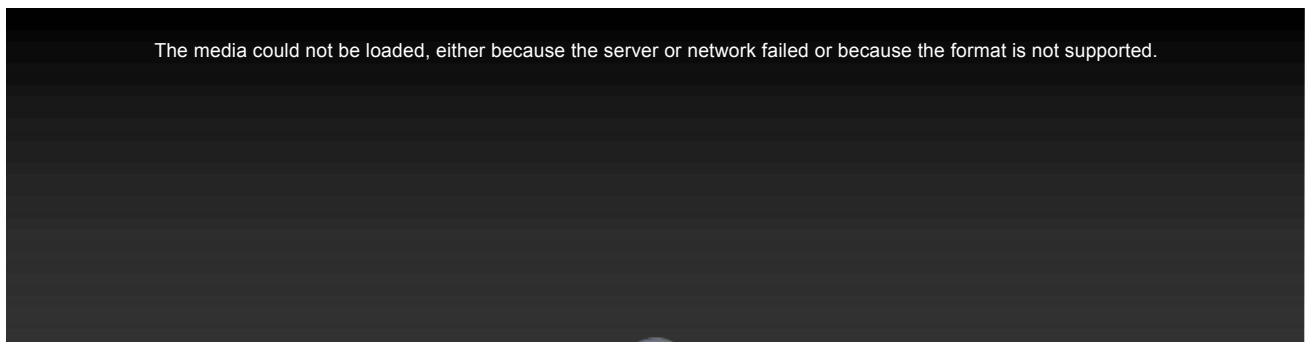 The media could not be loaded, either because the server or network failed or because the format is not supported.